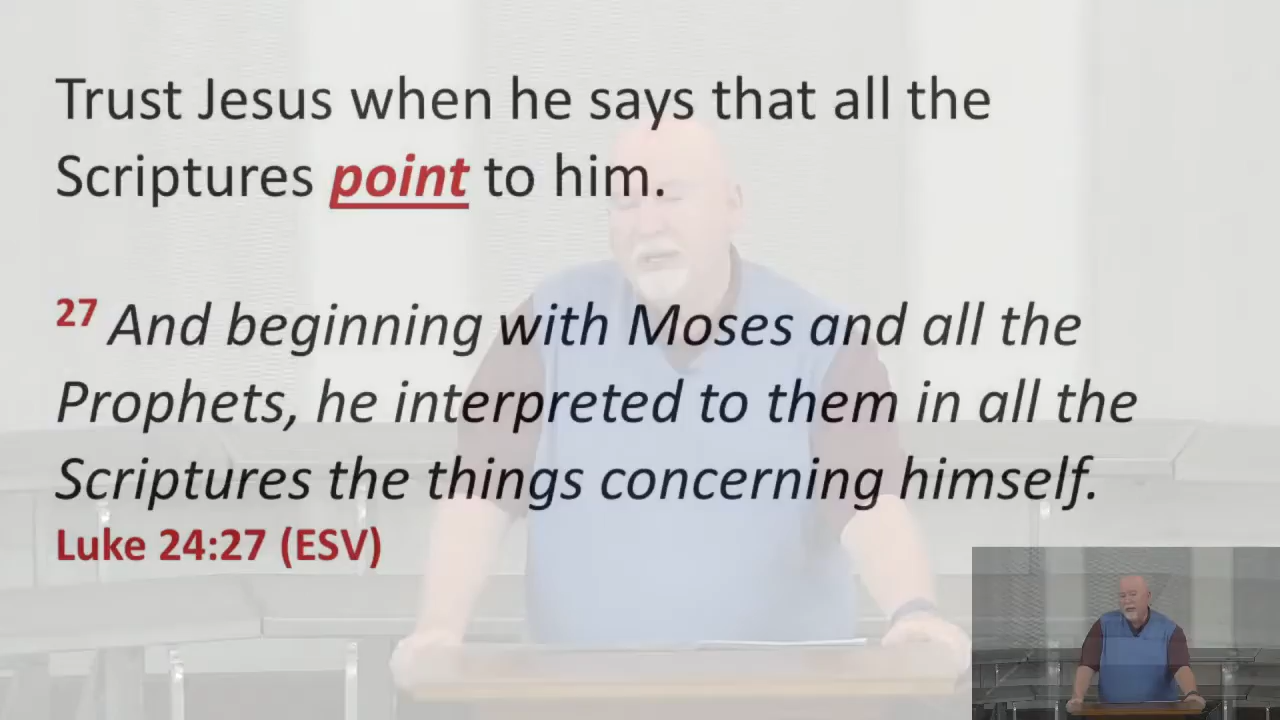 Trust Jesus when he says that all the
Scriptures point to him.
27 And beginning with Moses and all the
Prophets, he interpreted to them in all the
Scriptures the things concerning himself.
Luke 24:27 (ESV)